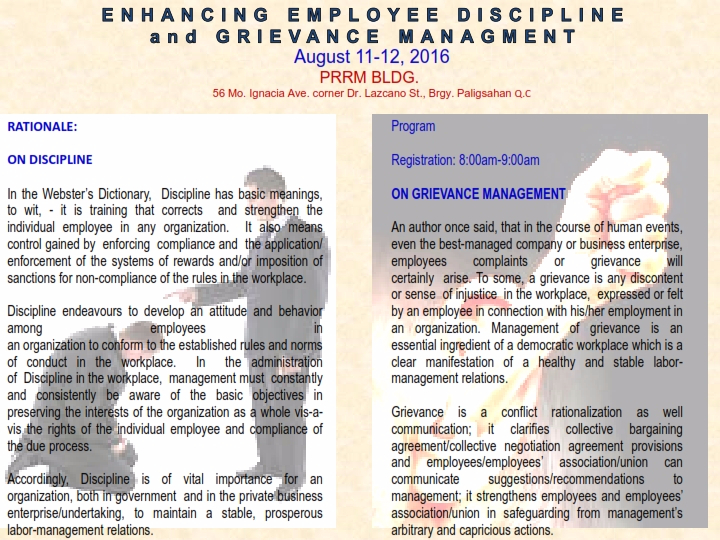 ENHANCING EMPLOYEE DISCIPLINE
and GRIEVANCE MANAGMENT
August 11-12, 2016
PRRM BLDG.
56 Mo. Ignacia Ave. corner Dr. Lazcano St., Brgy. Paligsahan Q.C
RATIONALE:
ON DISCIPLINE
In the Webster's Dictionary, Discipline has basic meanings,
to wit, - it is training that corrects and strengthen the
individual employee in any organization. It also means
control gained by enforcing compliance and the application/
enforcement of the systems of rewards and/or imposition of
sanctions for non-compliance of the rules in the workplace.
Discipline endeavours to develop an attitude and behavior
among employees in
an organization to conform to the established rules and norms
of conduct in the workplace. In the administration
of Discipline in the workplace, management must constantly
and consistently be aware of the basic objectives in
preserving the interests of the organization as a whole vis-a-
vis the rights of the individual employee and compliance of
the due process.
Accordingly, Discipline is of vital importance for an
organization, both in government and in the private business
enterprise/undertaking, to maintain a stable, prosperous
labor-management relations.
Program
Registration: 8:00am-9:00am
ON GRIEVANCE MANAGEMENT
An author once said, that in the course of human events,
even the best-managed company or business enterprise,
employees complaints or grievance will
certainly arise. To some, a grievance is any discontent
or sense of injustice in the workplace, expressed or felt
by an employee in connection with his/her employment in
an organization. Management of grievance is an
essential ingredient of a democratic workplace which is a
clear manifestation of a healthy and stable labor-
management relations.
Grievance is a conflict rationalization as well
communication; it clarifies collective bargaining
agreement/collective negotiation agreement provisions
and employees/employees' association/union can
communicate suggestions/recommendations to
management; it strengthens employees and employees'
association/union in safeguarding from management's
arbitrary and capricious actions.